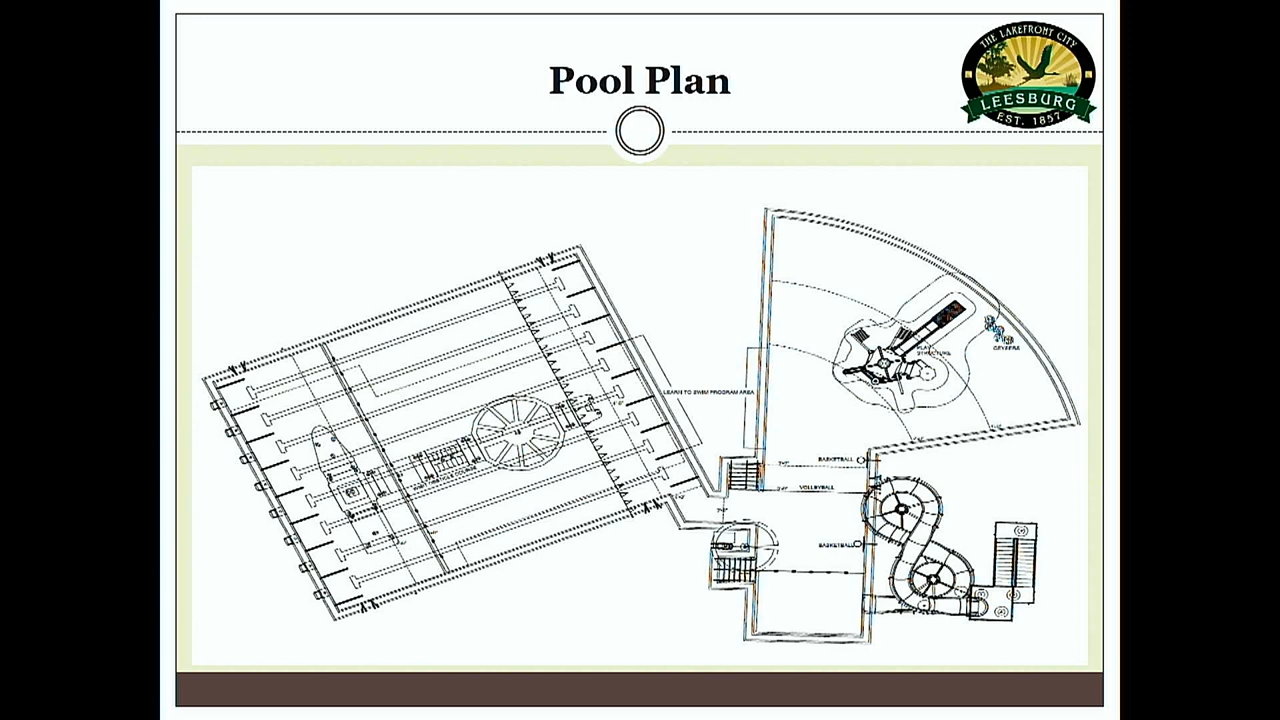 Pool Plan
THE LAKEFRONT CITY
LEESBURG
EST. 1857
PLAY
STRUCTURE
GEYSERS
LEARN TO SWIM PROGRAM AREA
BASKETBALL
VOLLEYBALL
BASKETBALL